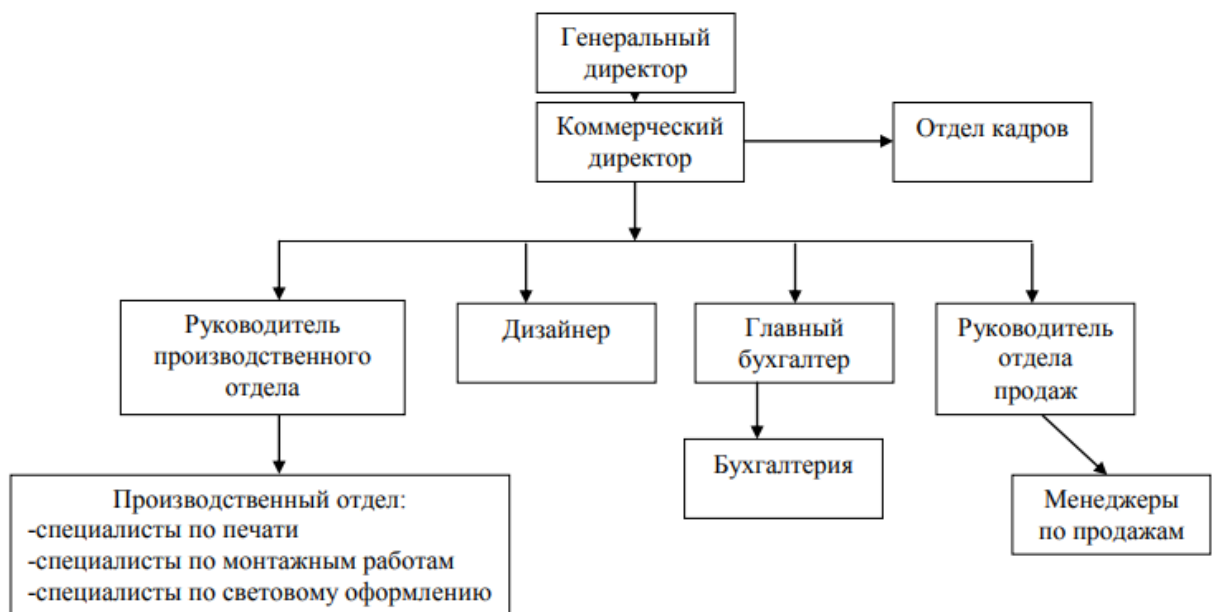 Генеральный
директор
Коммерческий
директор
Отдел кадров
Руководитель
производственного
отдела
Дизайнер
Главный
бухгалтер
Руководитель
отдела
продаж
Производственный отдел:
-специалисты по печати
-специалисты по монтажным работам
-специалисты по световому оформлению
Бухгалтерия
Менеджеры
по продажам